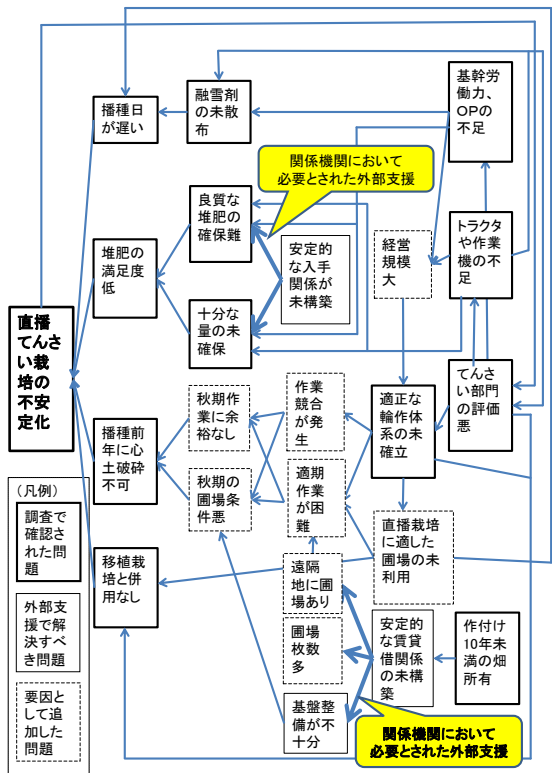 播種日
が遅い
融雪剤
の未散
布
基幹労
働力、
OPの
不足
関係機関において
必要とされた外部支援
良質な
堆肥の
確保難
堆肥の
満足度
低
安定的
な入手
関係が
未構築
経営
規模
大
トラクタ
や作業
機の不
足
十分な
量の未
確保
直播
てんさ
い栽
培の
不安
定化
てんさい
部門の
評価悪
秋期作
業に余
裕なし
作業
競合
が発
生
適正な
輪作体
系の未
確立
播種前
年に心
土破砕
不可
秋期の
圃場条
件悪
適期
作業
が困
難
(凡例)
調査で
確認さ
れた問
題
直播栽培
に適した
圃場の未
利用
移植栽
培と併
用なし
遠隔
地に圃
場あり
外部支
援で解
決すべ
き問題
圃場
枚数
多
安定的
な賃貸
借関係
の未構
築
作付け
10年未
満の畑
所有
要因と
して追
加した
問題
基盤整
備が不
十分
関係機関において
必要とされた外部支援